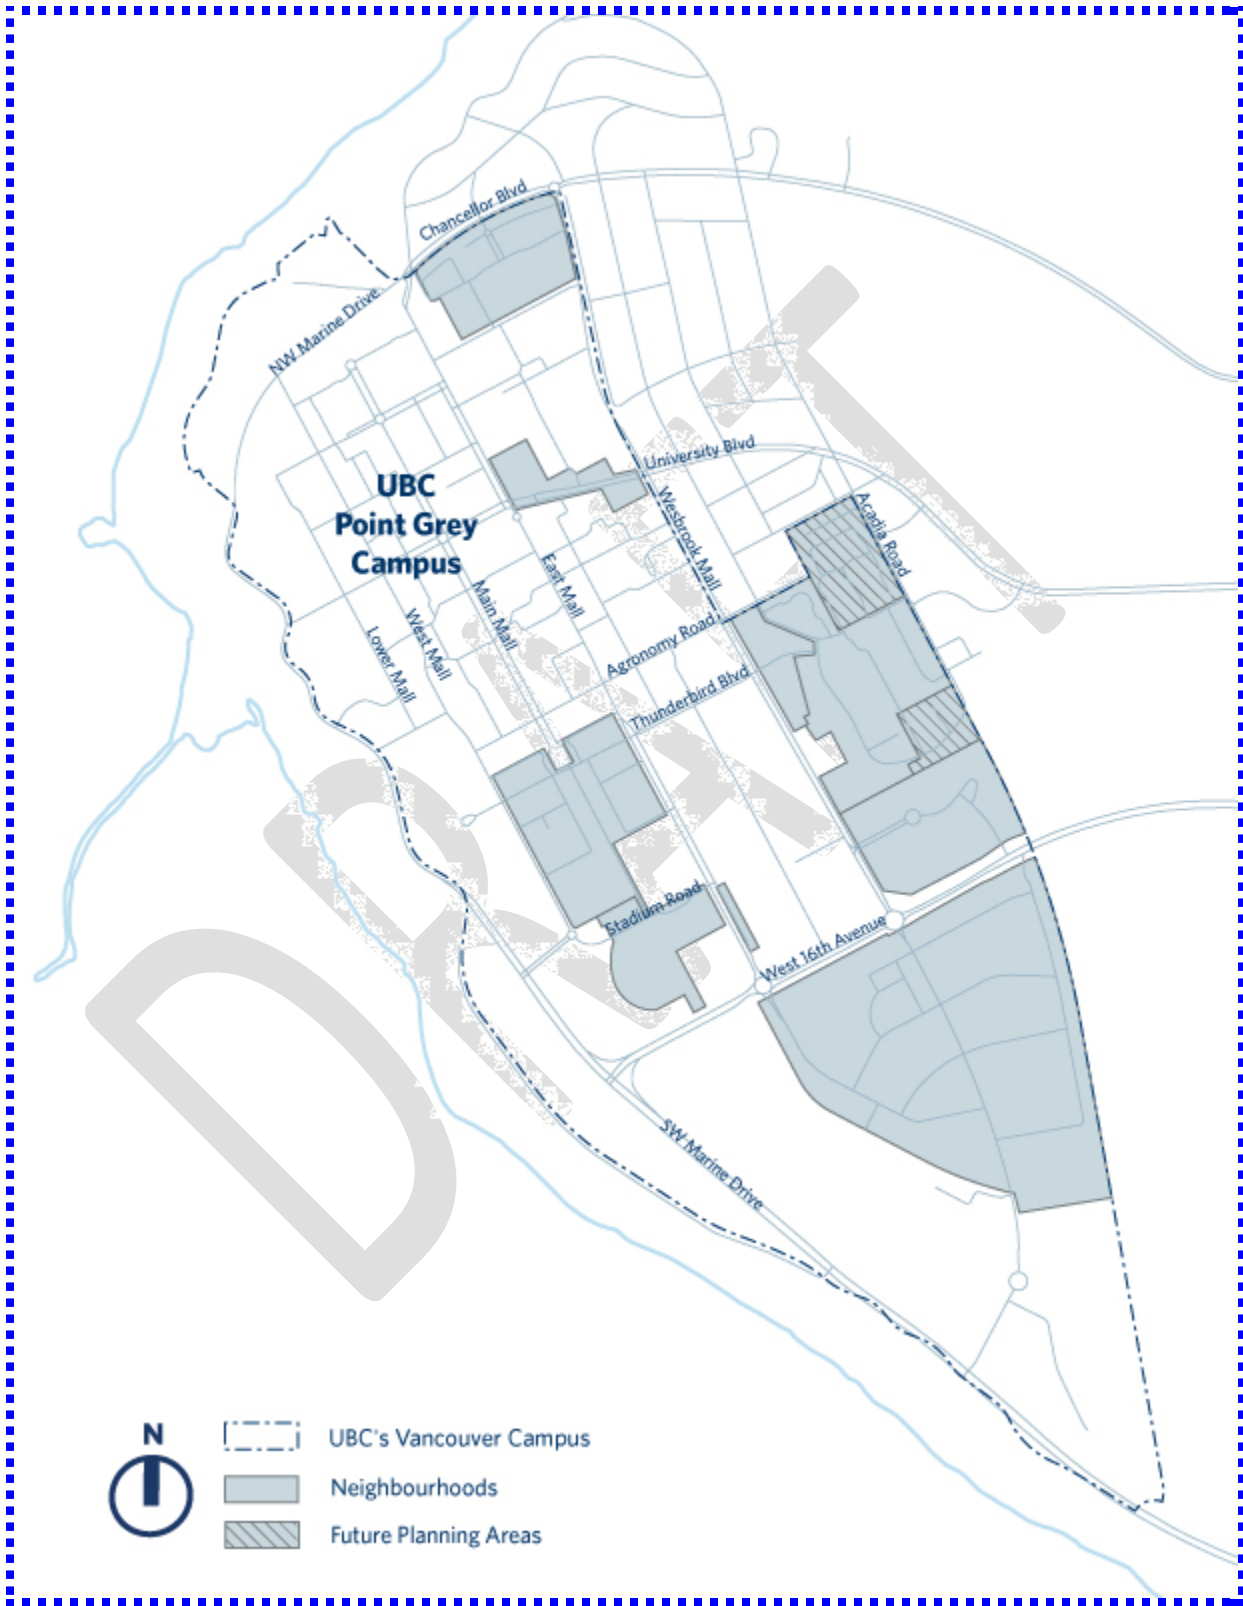 Chancellor Blvd
NW Marine Drive
University Blvd
UBC
Point Grey
Campus
Wesbrook Mall
Acadia Road
East Mall
Main Mall
West Mall
Lower Mall
Agronomy Road
Thunderbird Blvd
Stadium Road
West 16th Avenue
SW Marine Drive
DRAFT
N
UBC's Vancouver Campus
Neighbourhoods
Future Planning Areas